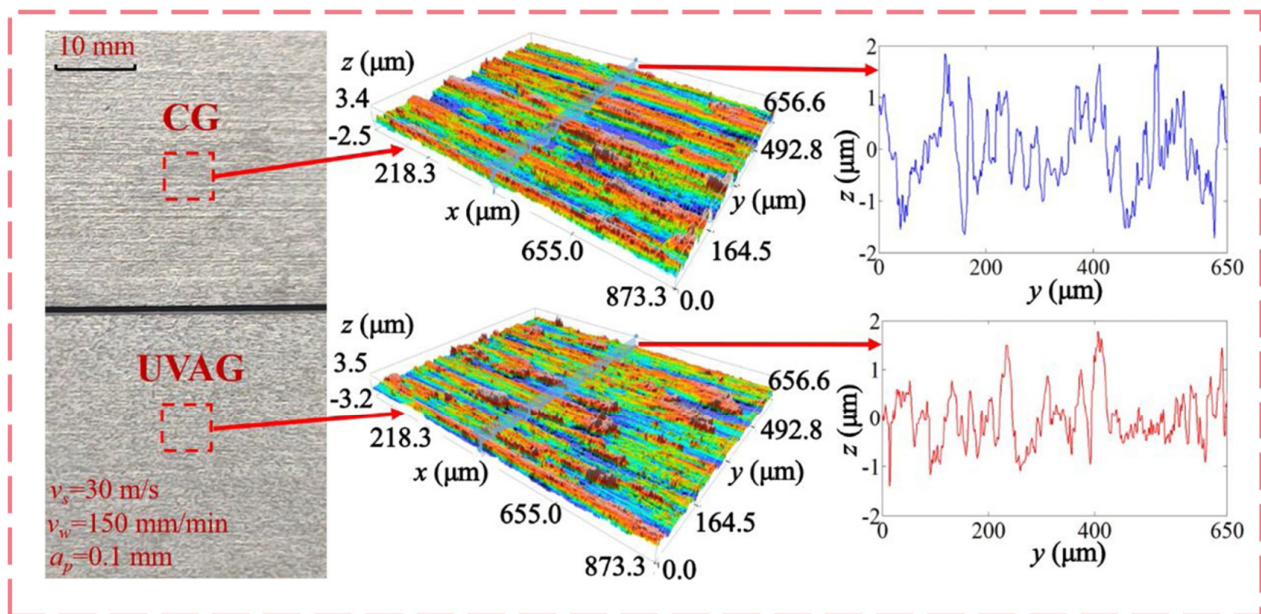 10 mm
CG
UVAG
vₛ=30 m/s
v_w=150 mm/min
aₚ=0.1 mm
z (μm)
3.4
-2.5
218.3
x (μm)
655.0
873.3
0.0
164.5
y (μm)
492.8
656.6
z (μm)
3.5
-3.2
218.3
x (μm)
655.0
873.3
0.0
164.5
y (μm)
492.8
656.6
2
1
0
-1
-2
z (μm)
0
200
400
650
y (μm)
2
1
0
-1
-2
z (μm)
0
200
400
650
y (μm)